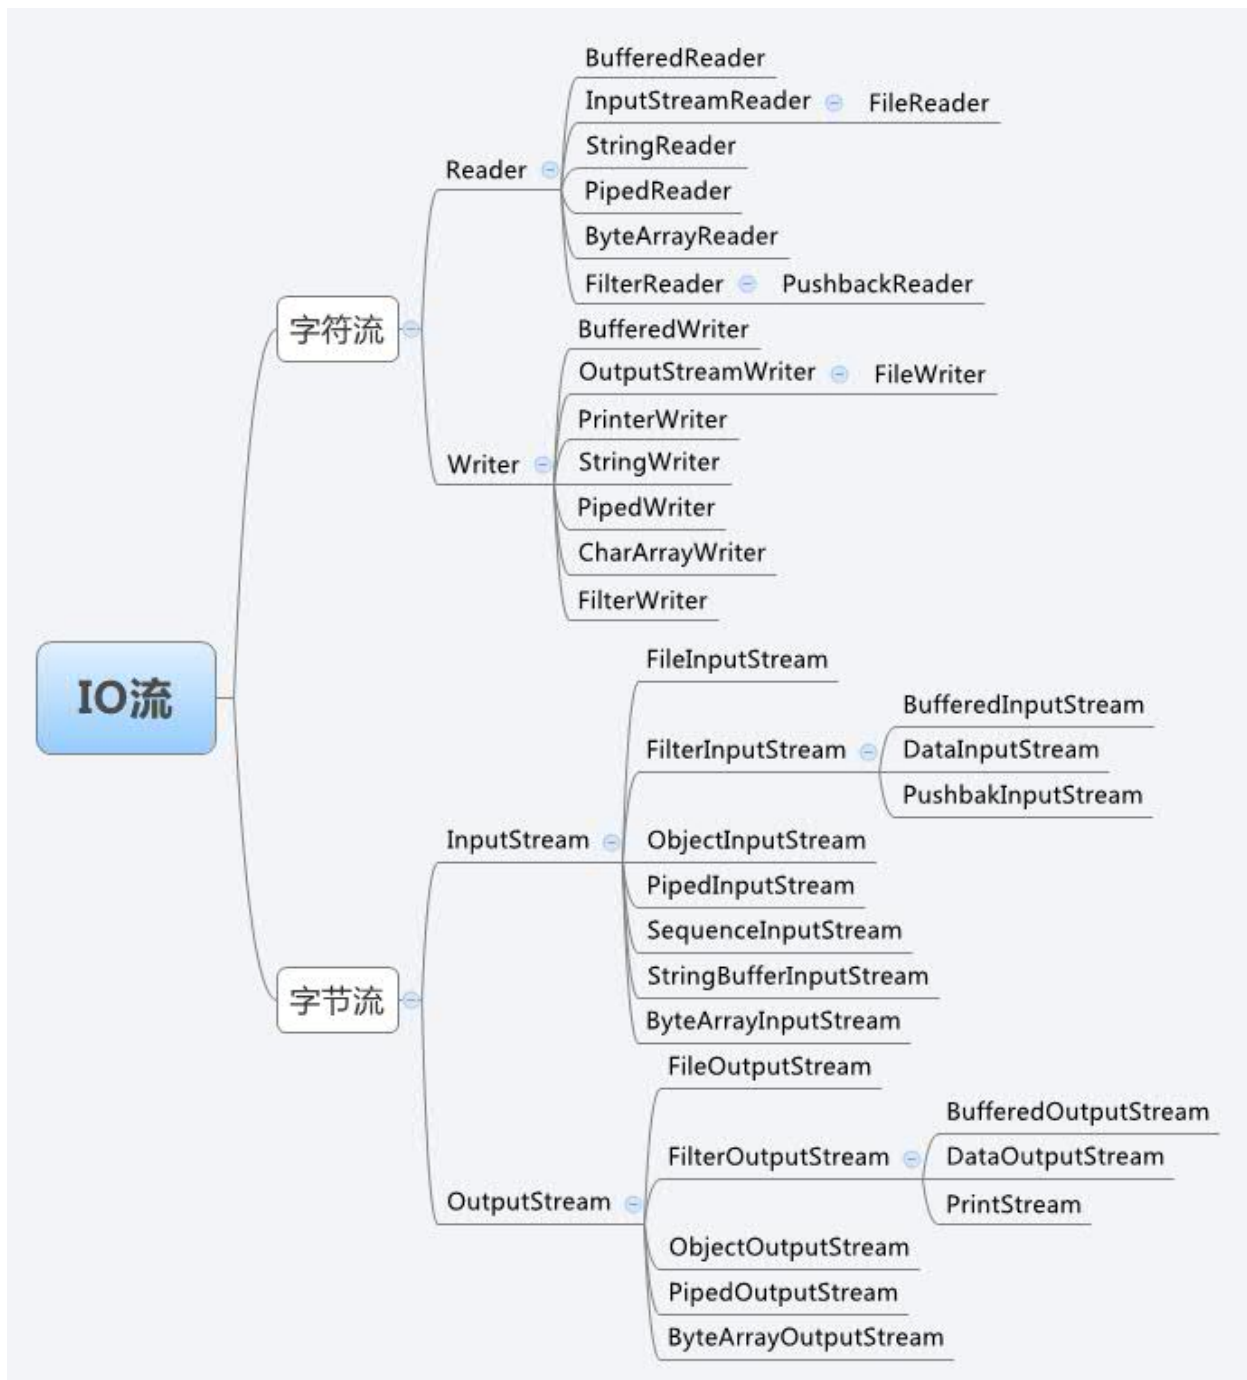 BufferedReader
InputStreamReader FileReader
StringReader
Reader
PipedReader
ByteArrayReader
FilterReader PushbackReader
字符流
BufferedWriter
OutputStreamWriter FileWriter
PrinterWriter
Writer
StringWriter
PipedWriter
CharArrayWriter
FilterWriter
IO流
FileInputStream
BufferedInputStream
FilterInputStream
DataInputStream
PushbakInputStream
InputStream
ObjectInputStream
PipedInputStream
SequenceInputStream
StringBufferInputStream
字节流
ByteArrayInputStream
FileOutputStream
BufferedOutputStream
FilterOutputStream
DataOutputStream
PrintStream
OutputStream
ObjectOutputStream
PipedOutputStream
ByteArrayOutputStream